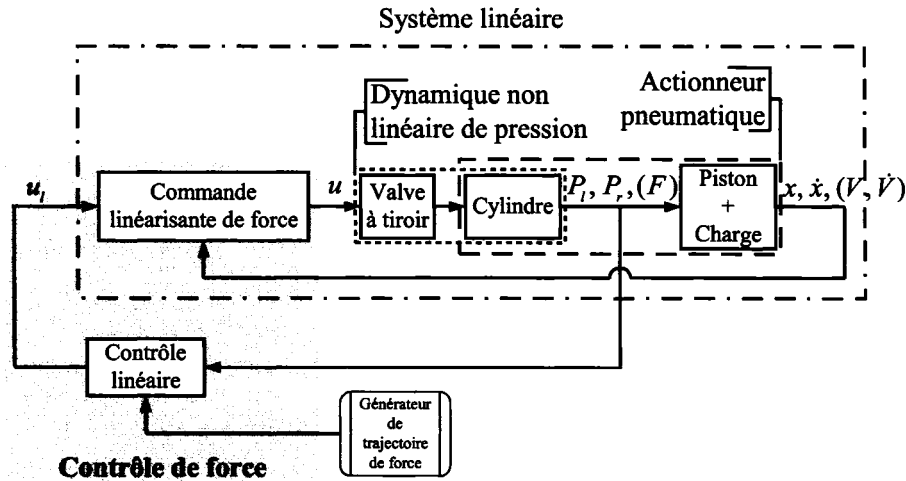 Système linéaire
Dynamique non
linéaire de pression
Actionneur
pneumatique
u_l
Commande
linéarisante de force
u
Valve
à tiroir
Cylindre
P_l, P_r, (F)
Piston
+
Charge
x, ẋ, (V, V̇)
Contrôle
linéaire
Générateur
de
trajectoire
de force
Contrôle de force